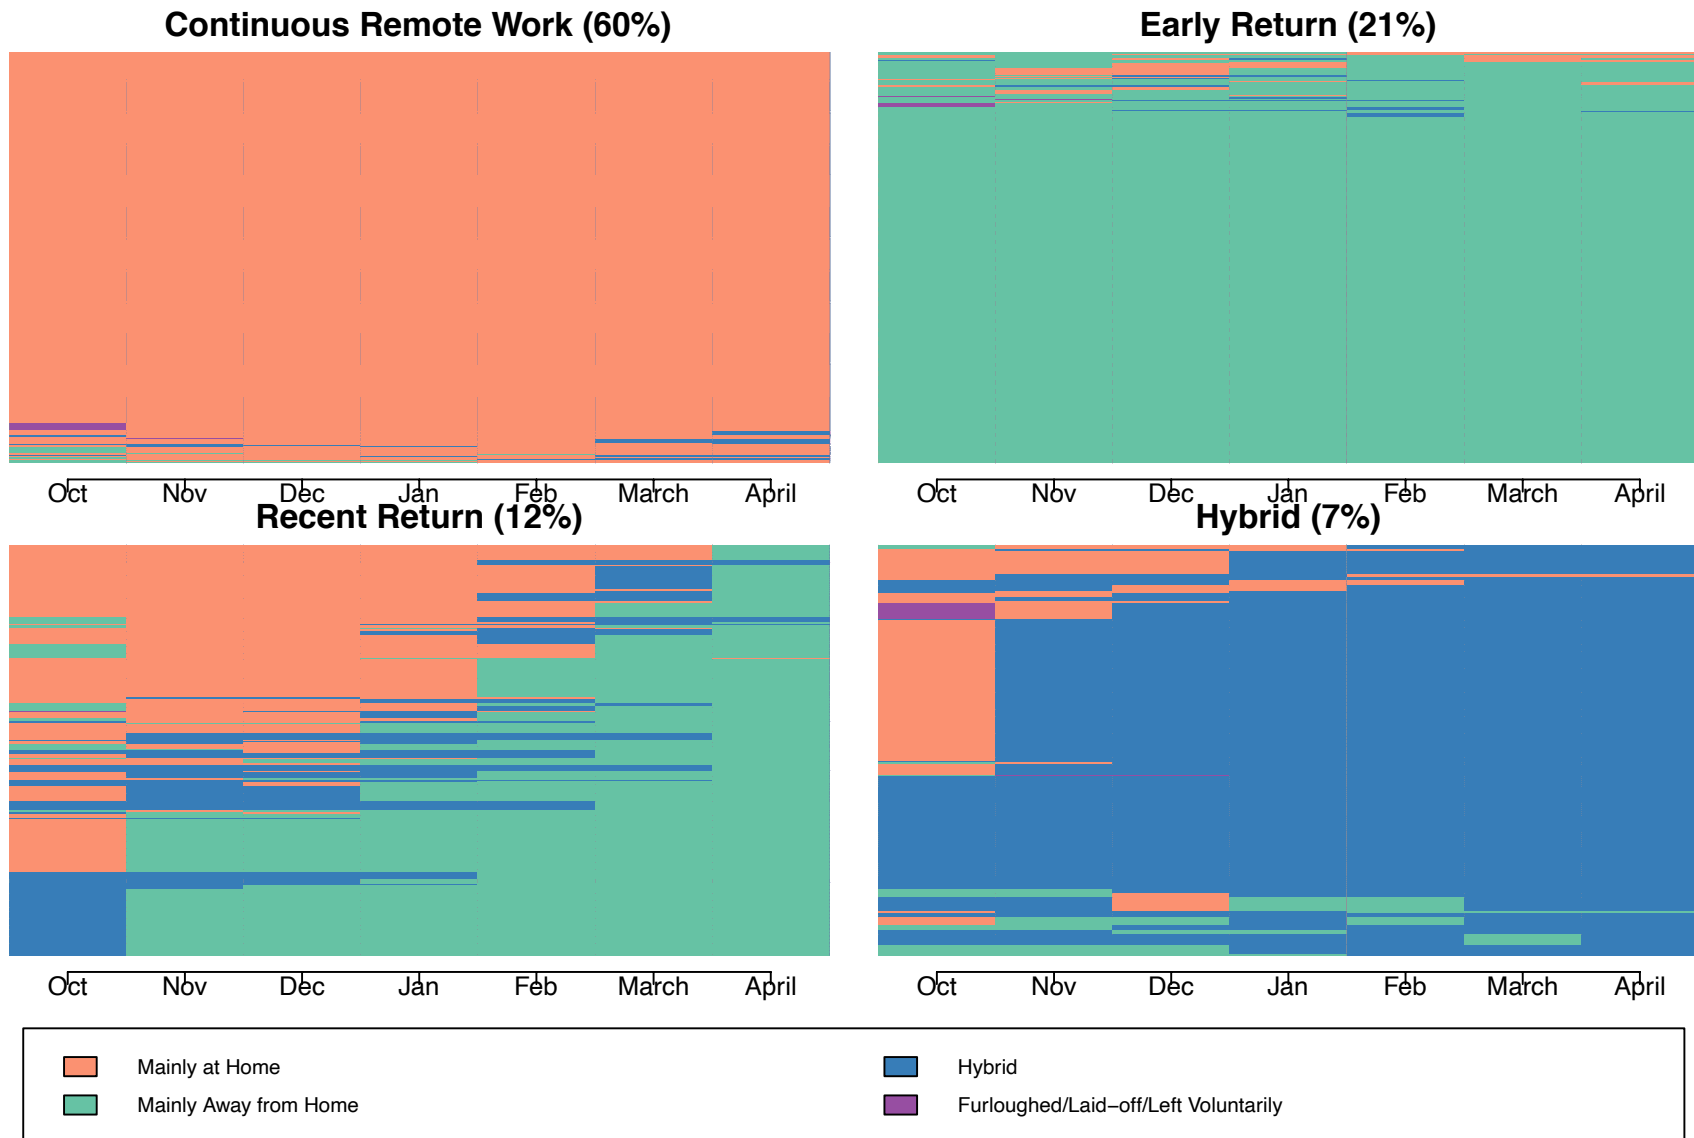 Continuous Remote Work (60%)
Early Return (21%)
Oct Nov Dec Jan Feb March April
Oct Nov Dec Jan Feb March April
Recent Return (12%)
Hybrid (7%)
Oct Nov Dec Jan Feb March April
Oct Nov Dec Jan Feb March April
Mainly at Home
Hybrid
Mainly Away from Home
Furloughed/Laid−off/Left Voluntarily